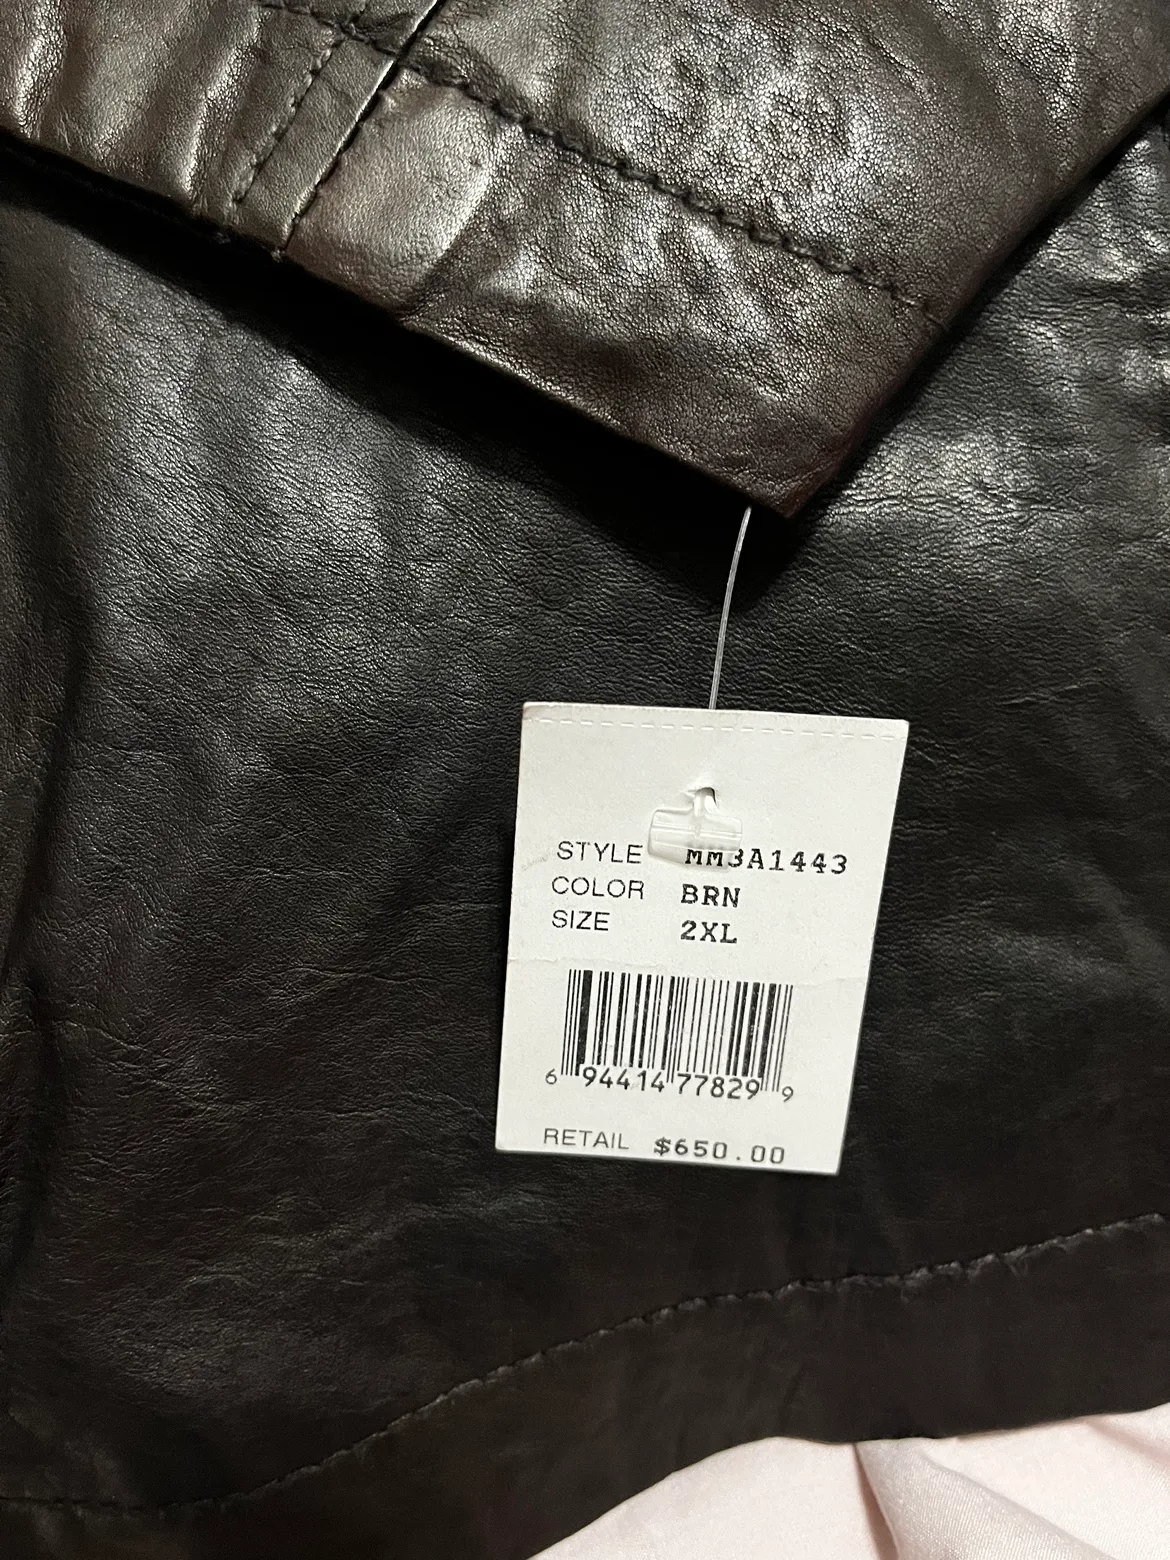 STYLE MM3A1443
COLOR BRN
SIZE 2XL
6 94414 77829 9
RETAIL $650.00